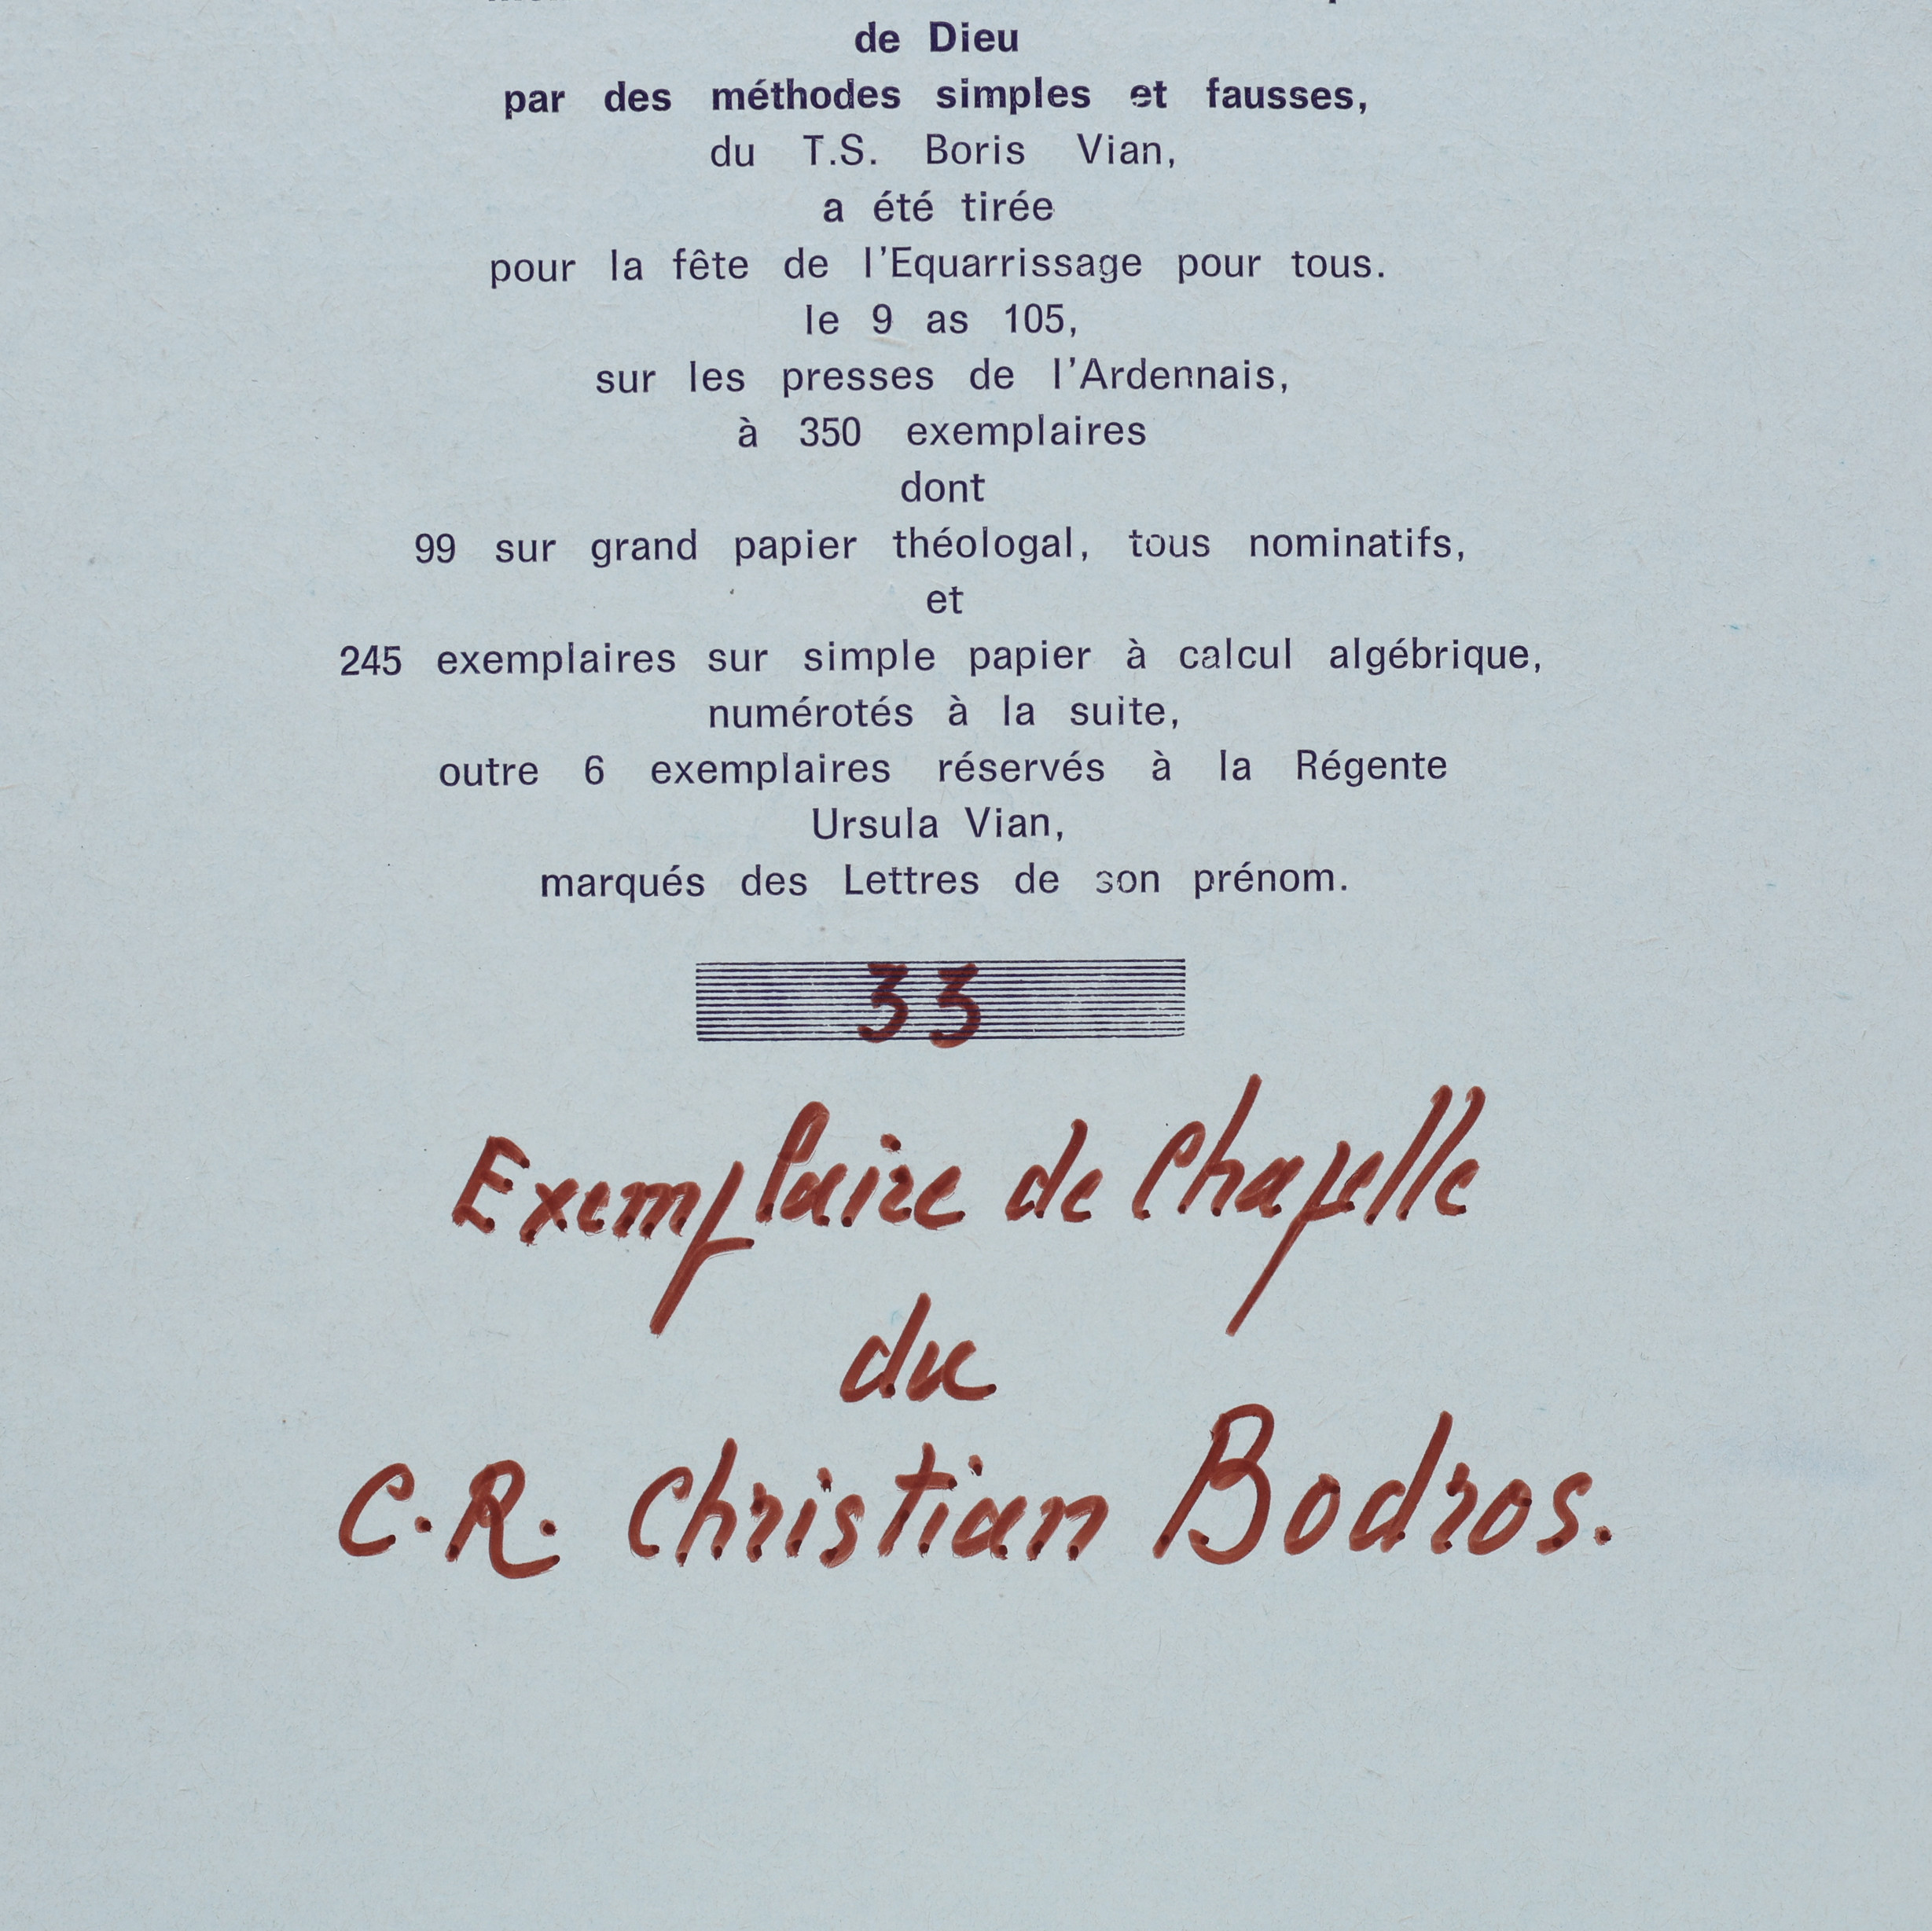 de Dieu
par des méthodes simples et fausses,
du T.S. Boris Vian,
a été tirée
pour la fête de l'Equarrissage pour tous.
le 9 as 105,
sur les presses de l'Ardennais,
à 350 exemplaires
dont
99 sur grand papier théologal, tous nominatifs,
et
245 exemplaires sur simple papier à calcul algébrique,
numérotés à la suite,
outre 6 exemplaires réservés à la Régente
Ursula Vian,
marqués des Lettres de son prénom.
33
Exemplaire de Chapelle
du
C.R. Christian Bodros.